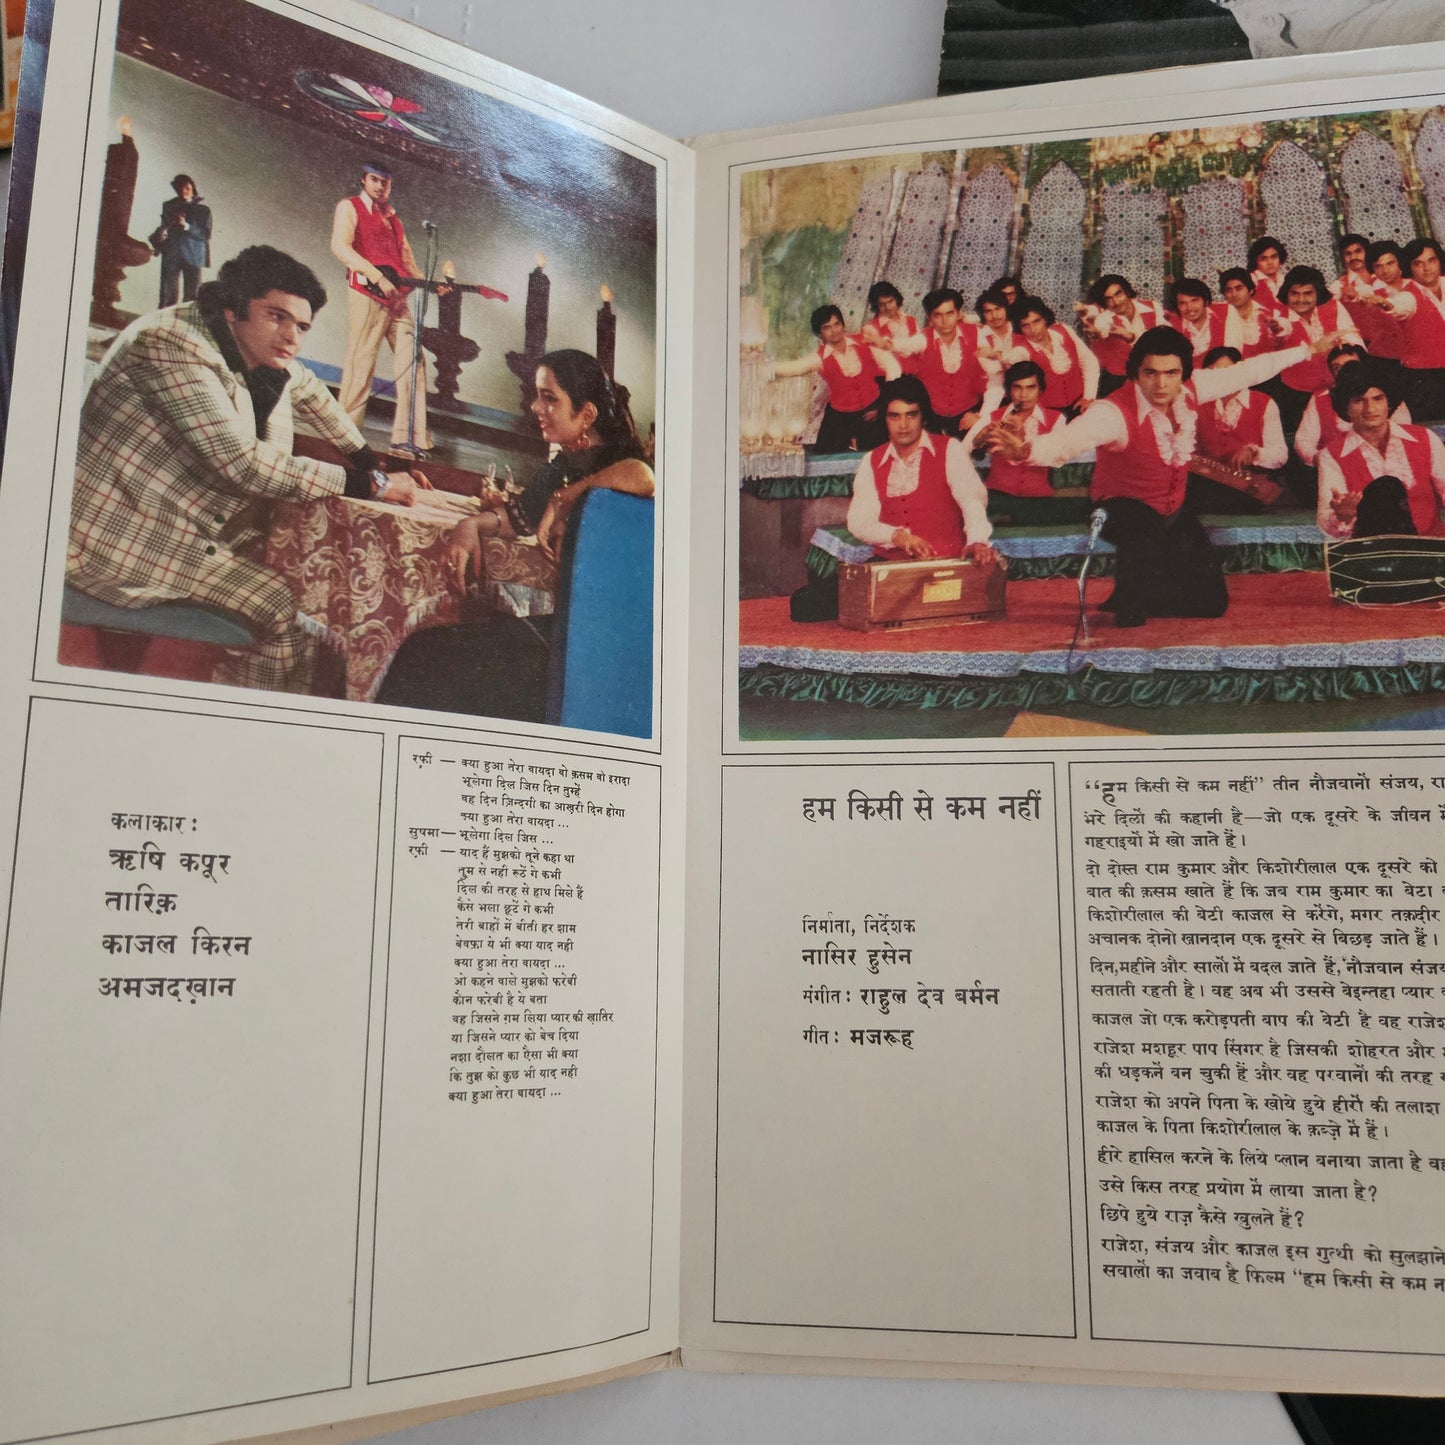 कलाकार:
ऋषि कपूर
तारिक़
काजल किरन
अमजदख़ान
रफ़ी — क्या हुआ तेरा वायदा वो क़सम वो इरादा
भूलेगा दिल जिस दिन तुम्हें
वह दिन ज़िन्दगी का आख़री दिन होगा
क्या हुआ तेरा वायदा ...
सुषमा — भूलेगा दिल जिस ...
रफ़ी — याद हैं मुझको तूने कहा था
तुम से नही रूठें गे कभी
दिल की तरह से हाथ मिले हैं
कैसे भला छूटें गे कभी
तेरी बाहों में बीती हर शाम
बेवफ़ा ये भी क्या याद नही
क्या हुआ तेरा वायदा ...
ओ कहने वाले मुझको फरेबी
कौन फरेबी है ये बता
वह जिसने ग़म लिया प्यार की ख़ातिर
या जिसने प्यार को बेच दिया
नशा दौलत का ऐसा भी क्या
कि तुझ को कुछ भी याद नही
क्या हुआ तेरा वायदा ...
हम किसी से कम नहीं
निर्माता, निर्देशक
नासिर हुसेन
संगीत: राहुल देव बर्मन
गीत: मजरूह
“हम किसी से कम नहीं” तीन नौजवानों संजय, रा
भरे दिलों की कहानी है—जो एक दूसरे के जीवन में
गहराइयों में खो जाते हैं।
दो दोस्त राम कुमार और किशोरीलाल एक दूसरे को
बात की क़सम खाते हैं कि जब राम कुमार का बेटा
किशोरीलाल की बेटी काजल से करेंगे, मगर तक़दीर
अचानक दोनो ख़ानदान एक दूसरे से बिछड़ जाते हैं।
दिन,महीने और सालों में बदल जाते हैं, नौजवान संजय
सताती रहती है। वह अब भी उससे बेइन्तहा प्यार
काजल जो एक करोड़पती बाप की बेटी है वह राजेश
राजेश मशहूर पाप सिंगर है जिसकी शोहरत और
की धड़कनें बन चुकी हैं और वह परवानों की तरह
राजेश को अपने पिता के खोये हुये हीरों की तलाश
काजल के पिता किशोरीलाल के क़ब्ज़े में हैं।
हीरे हासिल करने के लिये प्लान बनाया जाता है वह
उसे किस तरह प्रयोग में लाया जाता है?
छिपे हुये राज़ कैसे खुलते हैं?
राजेश, संजय और काजल इस गुत्थी को सुलझाने
सवालों का जवाब है फिल्म “हम किसी से कम न